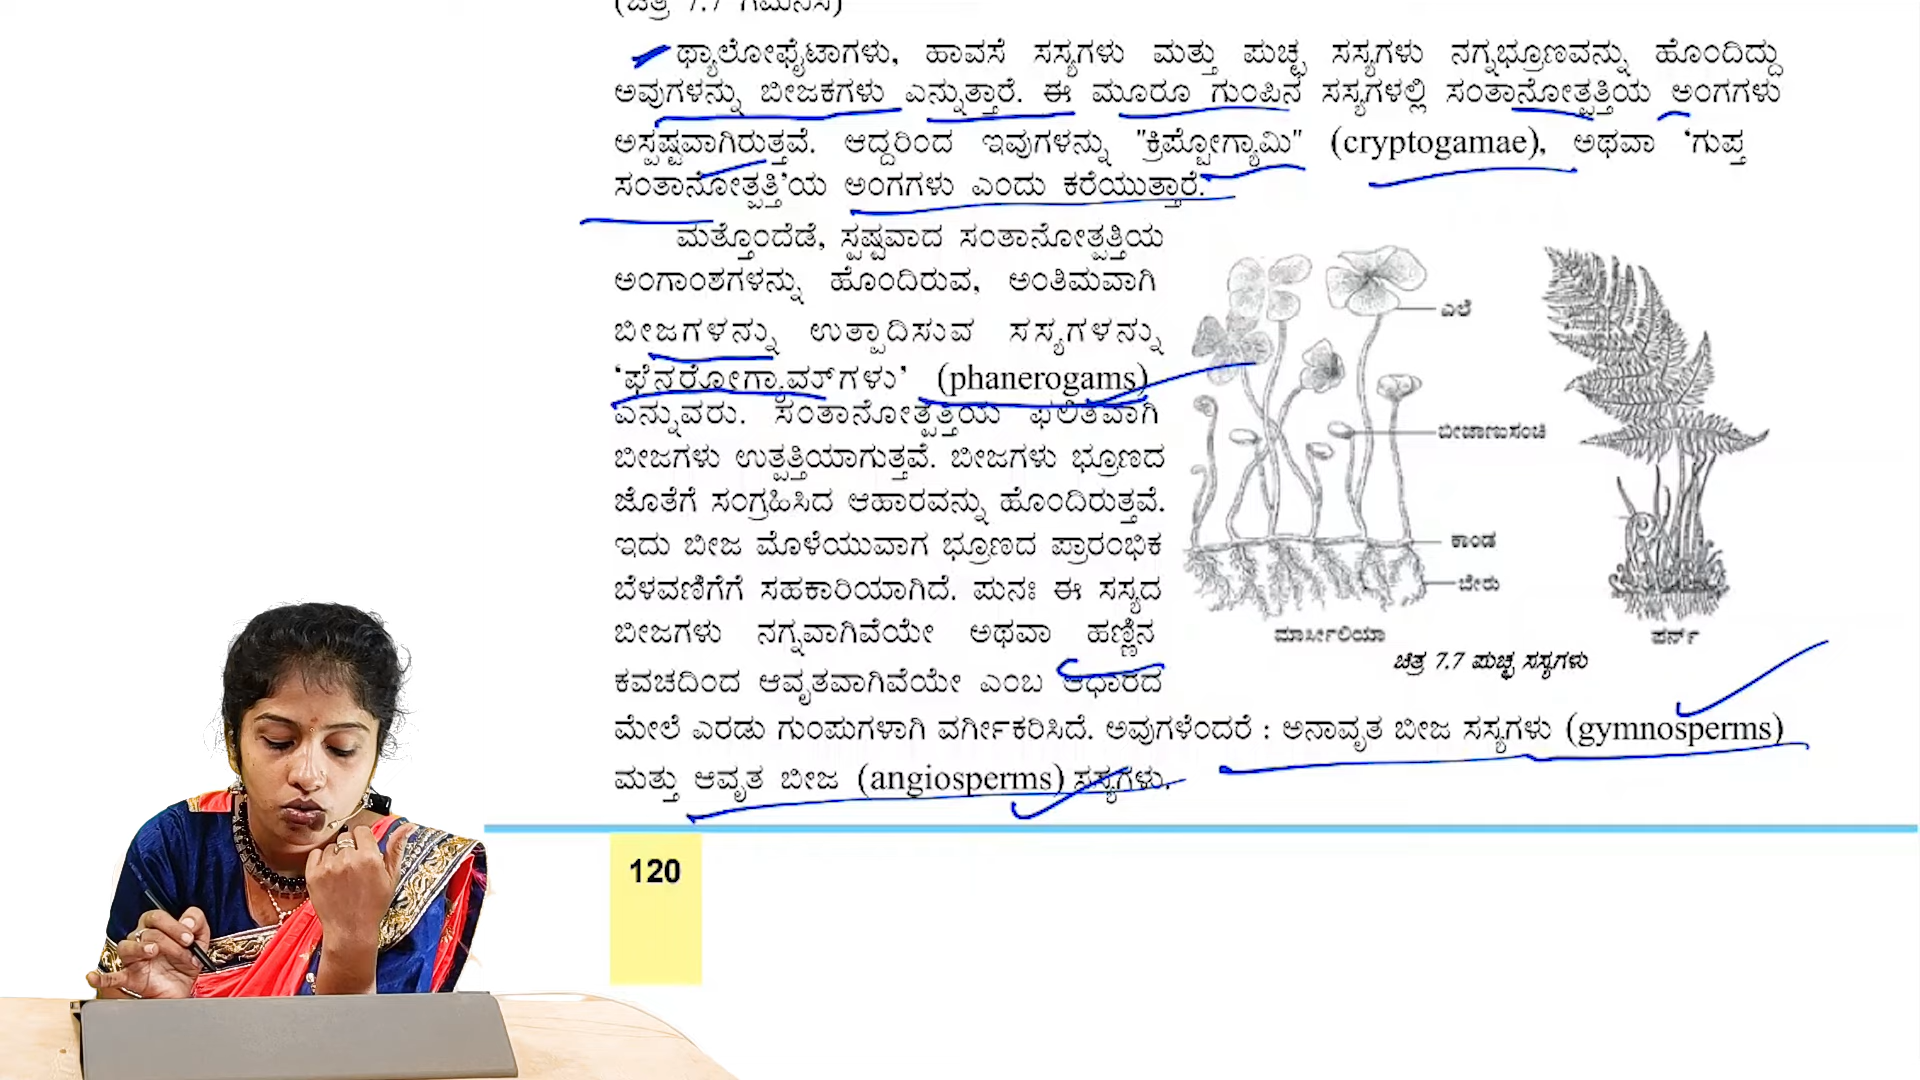 (ಚಿತ್ರ 7.7 ಗಮನಿಸಿ)
ಥ್ಯಾಲೋಫೈಟಾಗಳು, ಹಾವಸೆ ಸಸ್ಯಗಳು ಮತ್ತು ಪುಚ್ಛ ಸಸ್ಯಗಳು ನಗ್ನಭ್ರೂಣವನ್ನು ಹೊಂದಿದ್ದು
ಅವುಗಳನ್ನು ಬೀಜಕಗಳು ಎನ್ನುತ್ತಾರೆ. ಈ ಮೂರೂ ಗುಂಪಿನ ಸಸ್ಯಗಳಲ್ಲಿ ಸಂತಾನೋತ್ಪತ್ತಿಯ ಅಂಗಗಳು
ಅಸ್ಪಷ್ಟವಾಗಿರುತ್ತವೆ. ಆದ್ದರಿಂದ ಇವುಗಳನ್ನು "ಕ್ರಿಪ್ಟೋಗ್ಯಾಮಿ" (cryptogamae), ಅಥವಾ ‘ಗುಪ್ತ
ಸಂತಾನೋತ್ಪತ್ತಿ’ಯ ಅಂಗಗಳು ಎಂದು ಕರೆಯುತ್ತಾರೆ.
ಮತ್ತೊಂದೆಡೆ, ಸ್ಪಷ್ಟವಾದ ಸಂತಾನೋತ್ಪತ್ತಿಯ
ಅಂಗಾಂಶಗಳನ್ನು ಹೊಂದಿರುವ, ಅಂತಿಮವಾಗಿ
ಬೀಜಗಳನ್ನು ಉತ್ಪಾದಿಸುವ ಸಸ್ಯಗಳನ್ನು
‘ಫೆನರೋಗ್ಯಾಮ್‌ಗಳು’ (phanerogams)
ಎನ್ನುವರು. ಸಂತಾನೋತ್ಪತ್ತಿಯ ಫಲಿತವಾಗಿ
ಬೀಜಗಳು ಉತ್ಪತ್ತಿಯಾಗುತ್ತವೆ. ಬೀಜಗಳು ಭ್ರೂಣದ
ಜೊತೆಗೆ ಸಂಗ್ರಹಿಸಿದ ಆಹಾರವನ್ನು ಹೊಂದಿರುತ್ತವೆ.
ಇದು ಬೀಜ ಮೊಳೆಯುವಾಗ ಭ್ರೂಣದ ಪ್ರಾರಂಭಿಕ
ಬೆಳವಣಿಗೆಗೆ ಸಹಕಾರಿಯಾಗಿದೆ. ಪುನಃ ಈ ಸಸ್ಯದ
ಬೀಜಗಳು ನಗ್ನವಾಗಿವೆಯೇ ಅಥವಾ ಹಣ್ಣಿನ
ಕವಚದಿಂದ ಆವೃತವಾಗಿವೆಯೇ ಎಂಬ ಆಧಾರದ
ಮೇಲೆ ಎರಡು ಗುಂಪುಗಳಾಗಿ ವರ್ಗೀಕರಿಸಿದೆ. ಅವುಗಳೆಂದರೆ : ಅನಾವೃತ ಬೀಜ ಸಸ್ಯಗಳು (gymnosperms)
ಮತ್ತು ಆವೃತ ಬೀಜ (angiosperms) ಸಸ್ಯಗಳು.
ಎಲೆ
ಬೀಜಾಣುಸಂಚಿ
ಕಾಂಡ
ಬೇರು
ಮಾರ್ಸೀಲಿಯಾ
ಫರ್ನ್
ಚಿತ್ರ 7.7 ಪುಚ್ಛ ಸಸ್ಯಗಳು
120